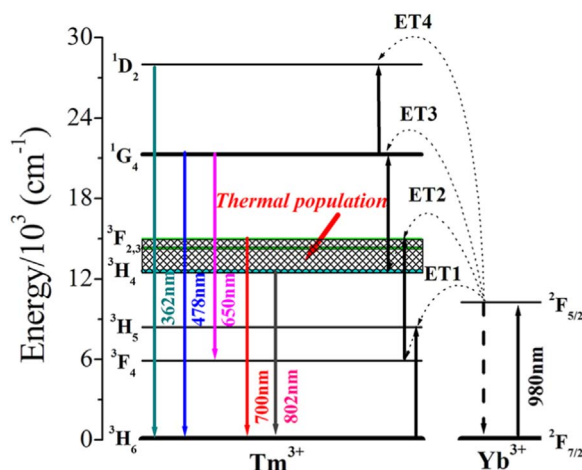 Energy/10³ (cm⁻¹)
30
24
18
12
6
0
¹D₂
¹G₄
³F₂,₃
³H₄
³H₅
³F₄
³H₆
ET4
ET3
ET2
ET1
Thermal population
362nm
478nm
650nm
700nm
802nm
980nm
²F₅/₂
²F₇/₂
Tm³⁺
Yb³⁺